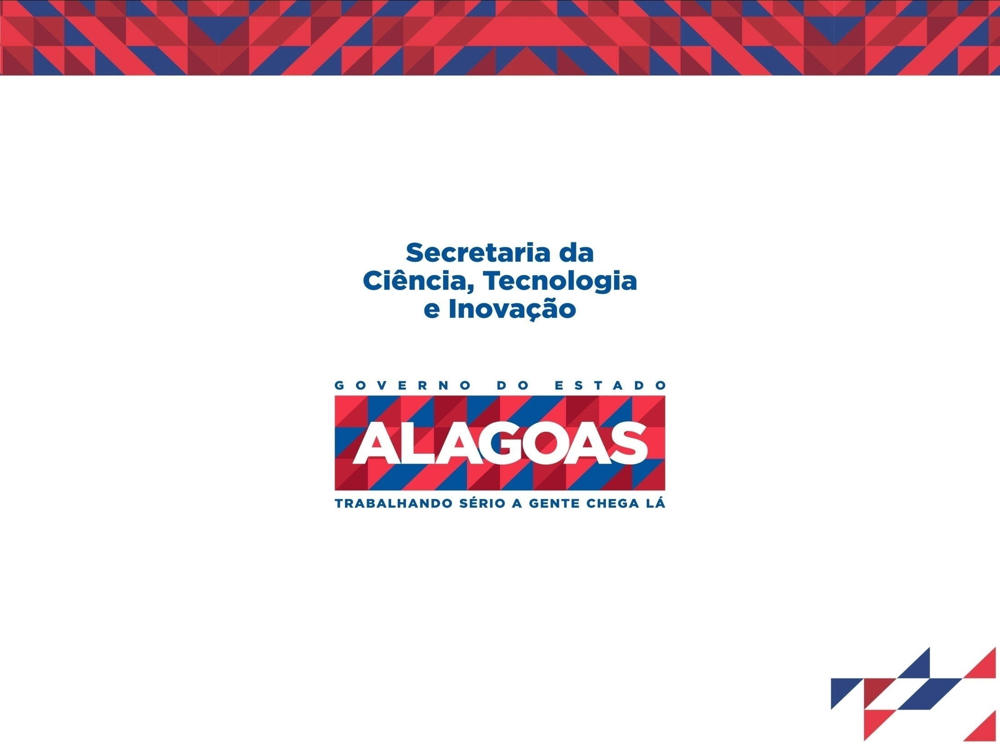 Secretaria da
Ciência, Tecnologia
e Inovação
GOVERNO DO ESTADO
ALAGOAS
TRABALHANDO SÉRIO A GENTE CHEGA LÁ